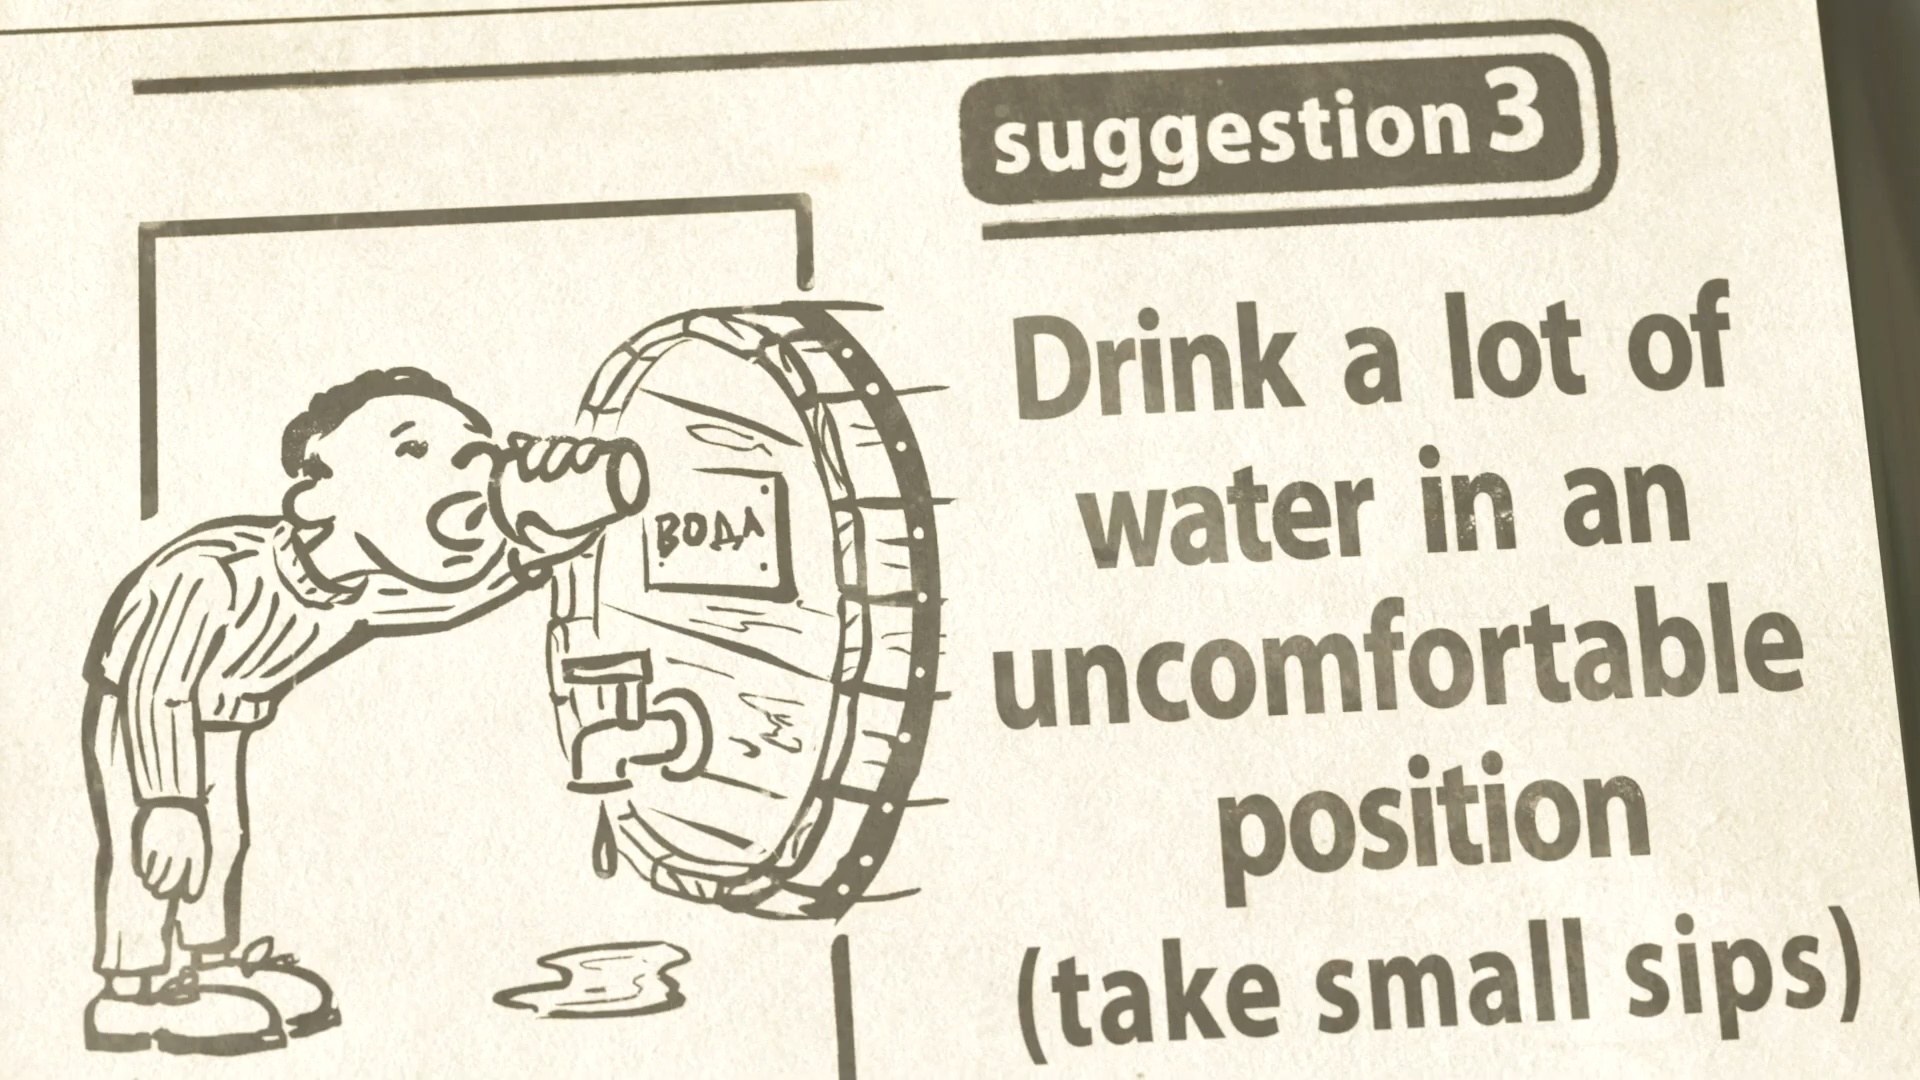 suggestion 3
Drink a lot of
water in an
uncomfortable
position
(take small sips)
ВОДА